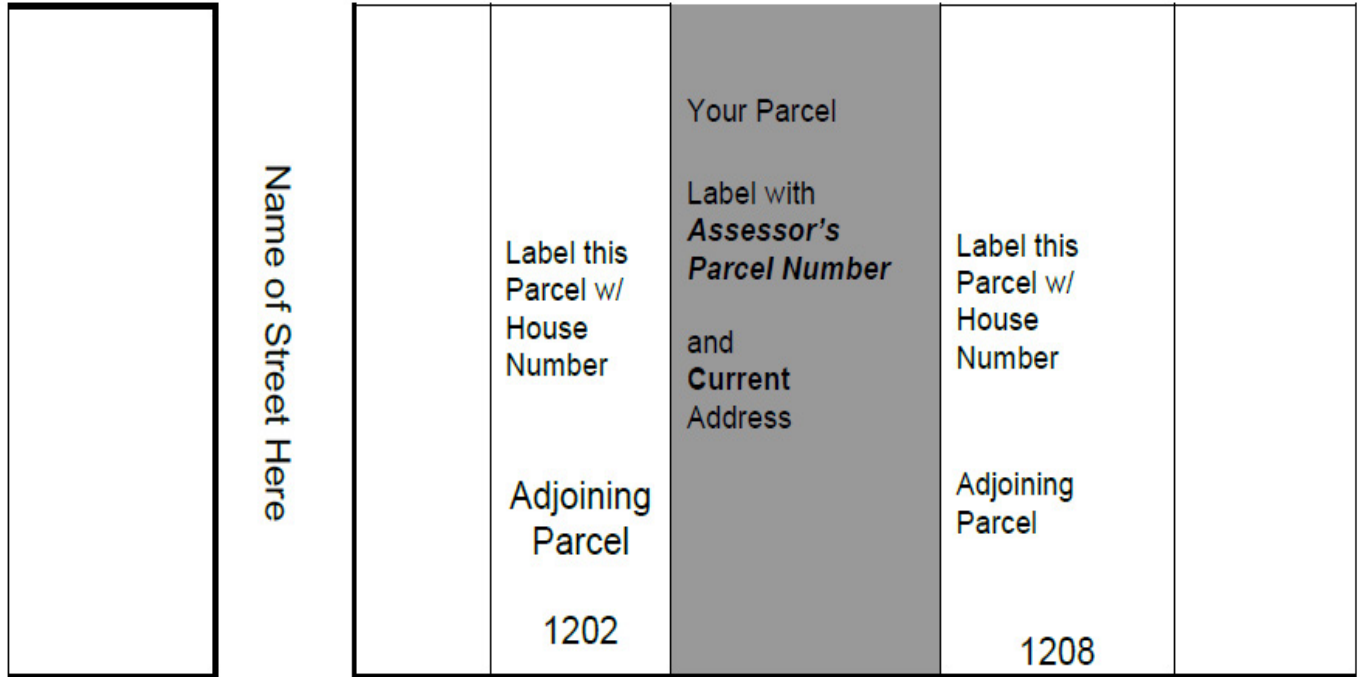 Name of Street Here
Label this
Parcel w/
House
Number
Adjoining
Parcel
1202
Your Parcel
Label with
Assessor's
Parcel Number
and
Current
Address
Label this
Parcel w/
House
Number
Adjoining
Parcel
1208